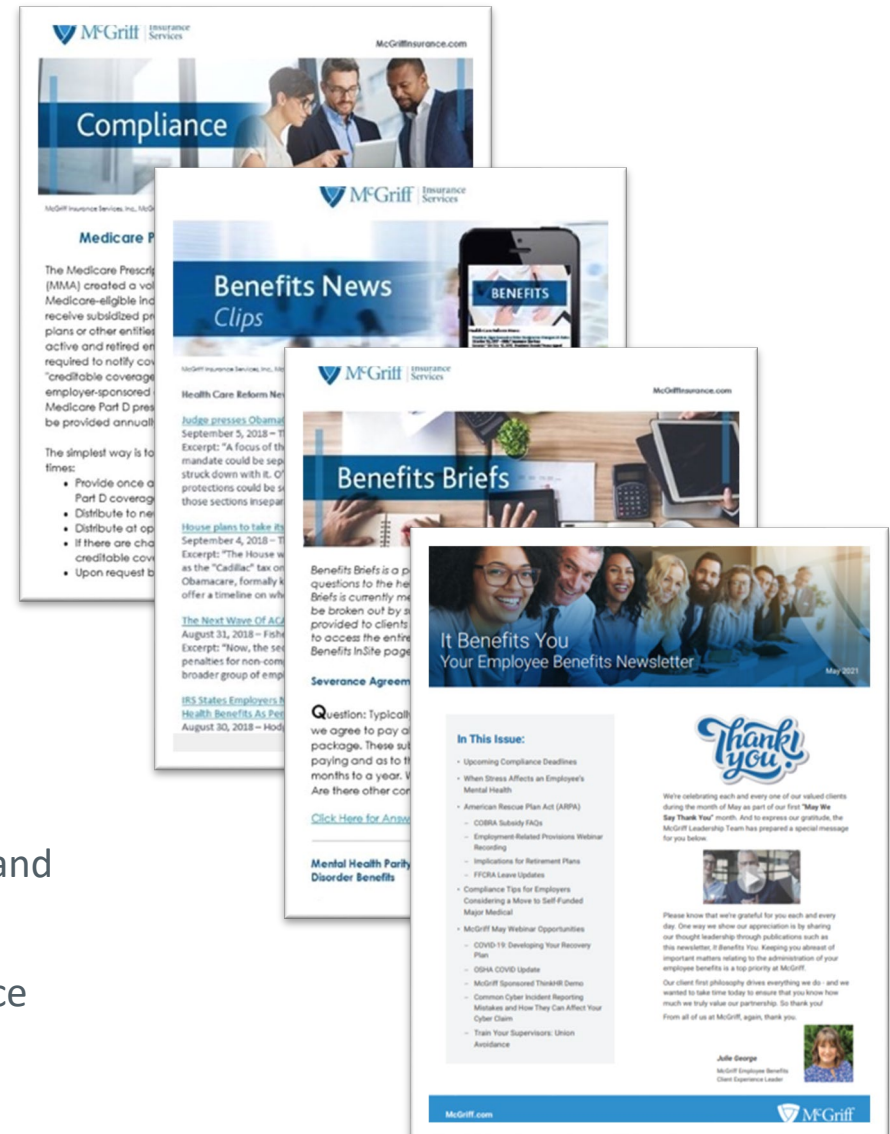 McGriff Insurance
Services
McGriffInsurance.com
Compliance
McGriff Insurance Services, Inc.,
Medicare P
The Medicare Prescrip
(MMA) created a vol
Medicare-eligible ind
receive subsidized pr
plans or other entities
active and retired em
required to notify cov
"creditable coverage
employer-sponsored
Medicare Part D pres
be provided annuall
The simplest way is to
times:
• Provide once a
Part D coverag
• Distribute to ne
• Distribute at op
• If there are cha
creditable cov
• Upon request b
McGriff Insurance
Services
Benefits News
Clips
BENEFITS
McGriff Insurance Services, Inc.,
Health Care Reform Ne
Judge presses Obama
September 5, 2018 – T
Excerpt: "A focus of th
mandate could be sep
struck down with it. O
protections could be s
those sections insepar
House plans to take its
September 4, 2018 – T
Excerpt: "The House w
as the "Cadillac" tax on
Obamacare, formally k
offer a timeline on wh
The Next Wave Of ACA
August 31, 2018 – Fishe
Excerpt: "Now, the sec
penalties for non-com
broader group of emp
IRS States Employers N
Health Benefits As Per
August 30, 2018 – Hodg
McGriff Insurance
Services
McGriffInsurance.com
Benefits Briefs
Benefits Briefs is a p
questions to the he
Briefs is currently me
be broken out by s
provided to clients
to access the entire
Benefits InSite page
Severance Agreem
Question: Typically
we agree to pay a
package. These sub
paying and as to th
months to a year. W
Are there other con
Click Here for Answ
Mental Health Parity
Disorder Benefits
It Benefits You
Your Employee Benefits Newsletter
May 2021
In This Issue:
• Upcoming Compliance Deadlines
• When Stress Affects an Employee's
Mental Health
• American Rescue Plan Act (ARPA)
– COBRA Subsidy FAQs
– Employment-Related Provisions Webinar
Recording
– Implications for Retirement Plans
– FFCRA Leave Updates
• Compliance Tips for Employers
Considering a Move to Self-Funded
Major Medical
• McGriff May Webinar Opportunities
– COVID-19: Developing Your Recovery
Plan
– OSHA COVID Update
– McGriff Sponsored ThinkHR Demo
– Common Cyber Incident Reporting
Mistakes and How They Can Affect Your
Cyber Claim
– Train Your Supervisors: Union
Avoidance
Thank
you!
We're celebrating each and every one of our valued clients
during the month of May as part of our first "May We
Say Thank You" month. And to express our gratitude, the
McGriff Leadership Team has prepared a special message
for you below.
Please know that we're grateful for you each and every
day. One way we show our appreciation is by sharing
our thought leadership through publications such as
this newsletter, It Benefits You. Keeping you abreast of
important matters relating to the administration of your
employee benefits is a top priority at McGriff.
Our client first philosophy drives everything we do - and we
wanted to take time today to ensure that you know how
much we truly value our partnership. So thank you!
From all of us at McGriff, again, thank you.
Julie George
McGriff Employee Benefits
Client Experience Leader
McGriff.com
McGriff
and
ce